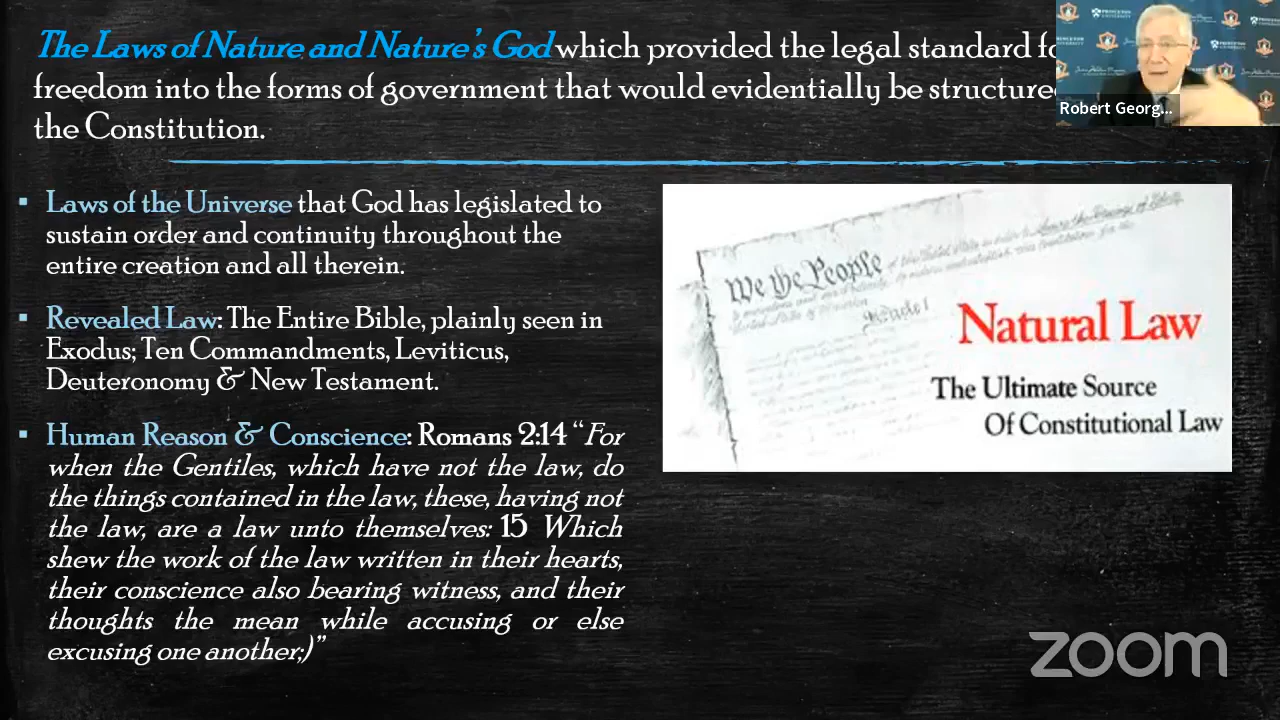 The Laws of Nature and Nature's God which provided the legal standard fo
freedom into the forms of government that would evidentially be structured
the Constitution.
PRINCETON
UNIVERSITY
Robert Georg...
▪ Laws of the Universe that God has legislated to
sustain order and continuity throughout the
entire creation and all therein.
▪ Revealed Law: The Entire Bible, plainly seen in
Exodus; Ten Commandments, Leviticus,
Deuteronomy & New Testament.
▪ Human Reason & Conscience: Romans 2:14 “For
when the Gentiles, which have not the law, do
the things contained in the law, these, having not
the law, are a law unto themselves: 15 Which
shew the work of the law written in their hearts,
their conscience also bearing witness, and their
thoughts the mean while accusing or else
excusing one another;)”
We the People
Article I
Natural Law
The Ultimate Source
Of Constitutional Law
zoom